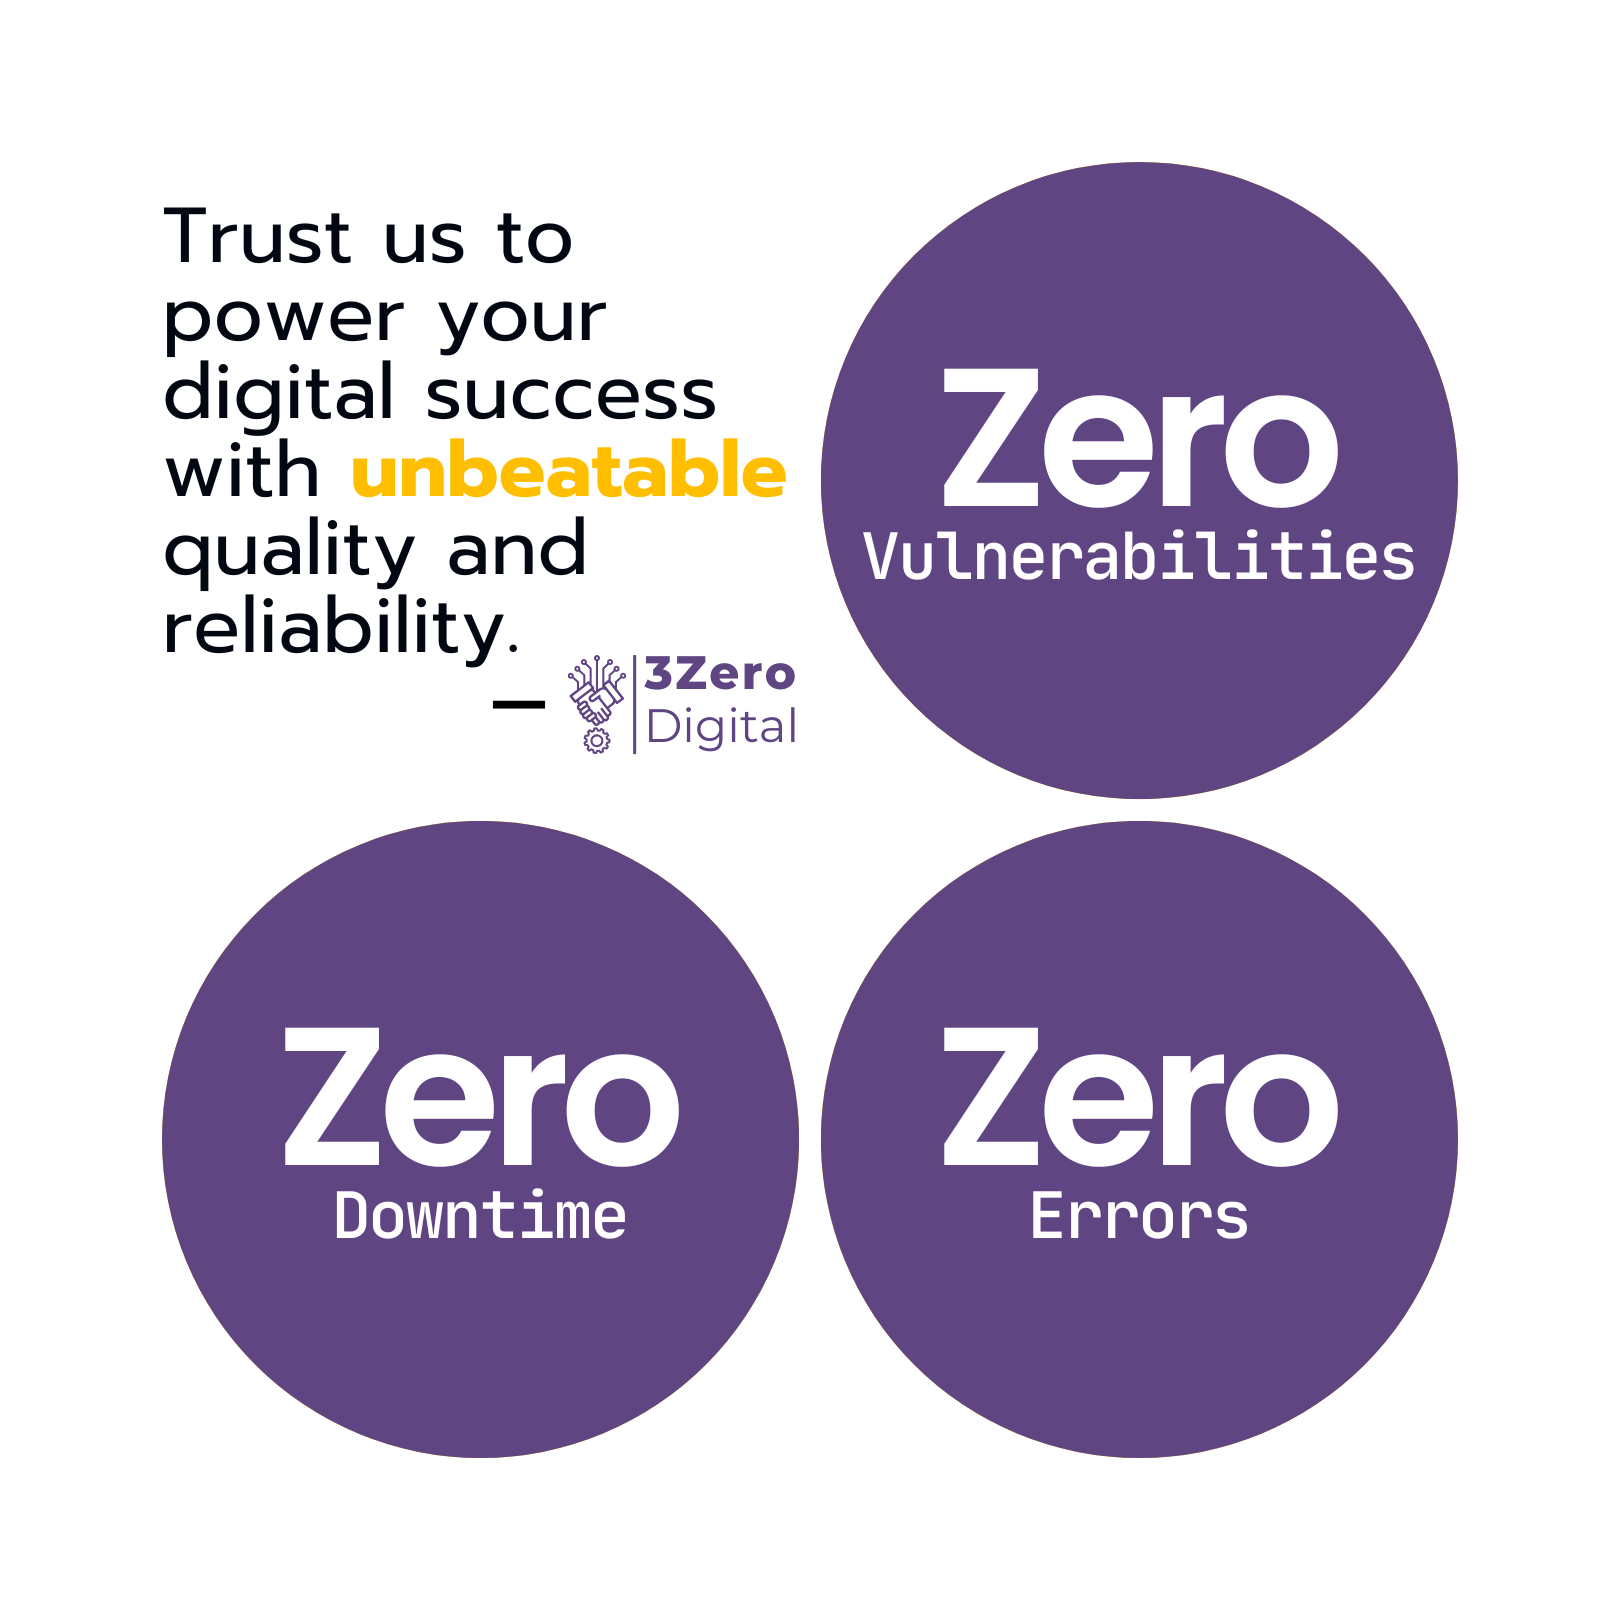 Trust us to
power your
digital success
with unbeatable
quality and
reliability.
— 3Zero
Digital
Zero
Vulnerabilities
Zero
Downtime
Zero
Errors